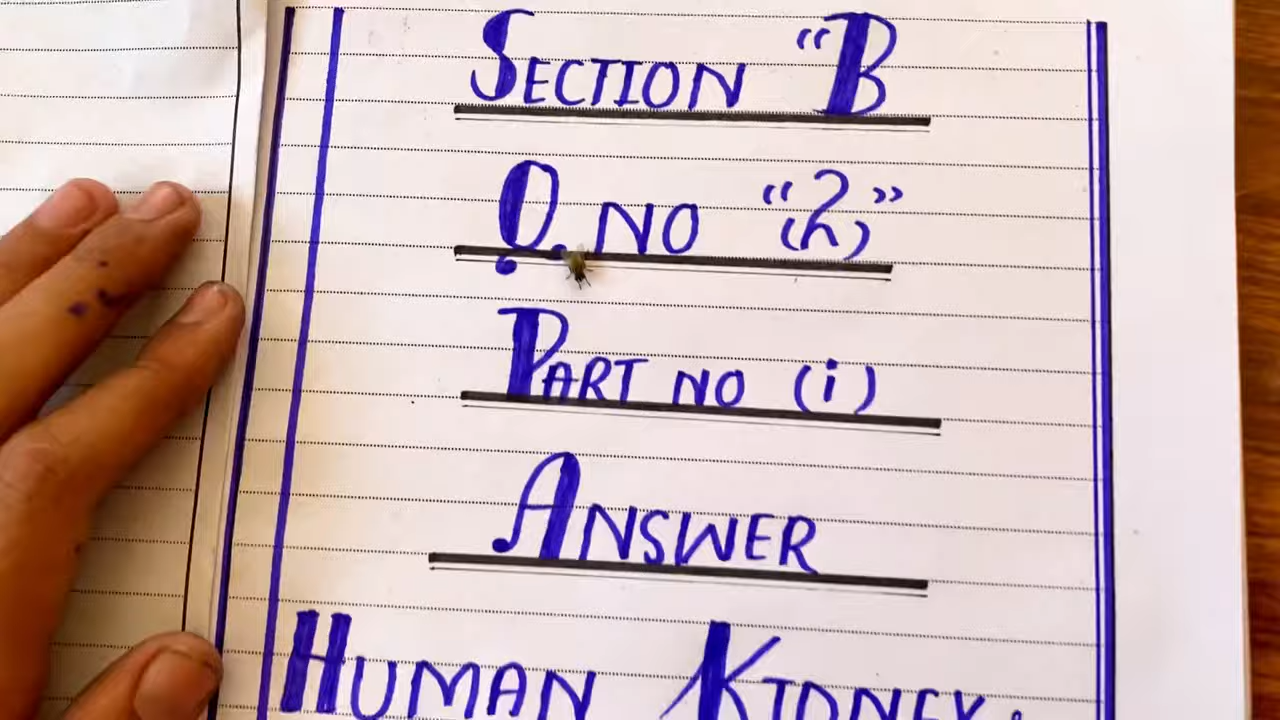 SECTION "B
Q. NO "2"
PART NO (i)
ANSWER
HUMAN KIDNEY: